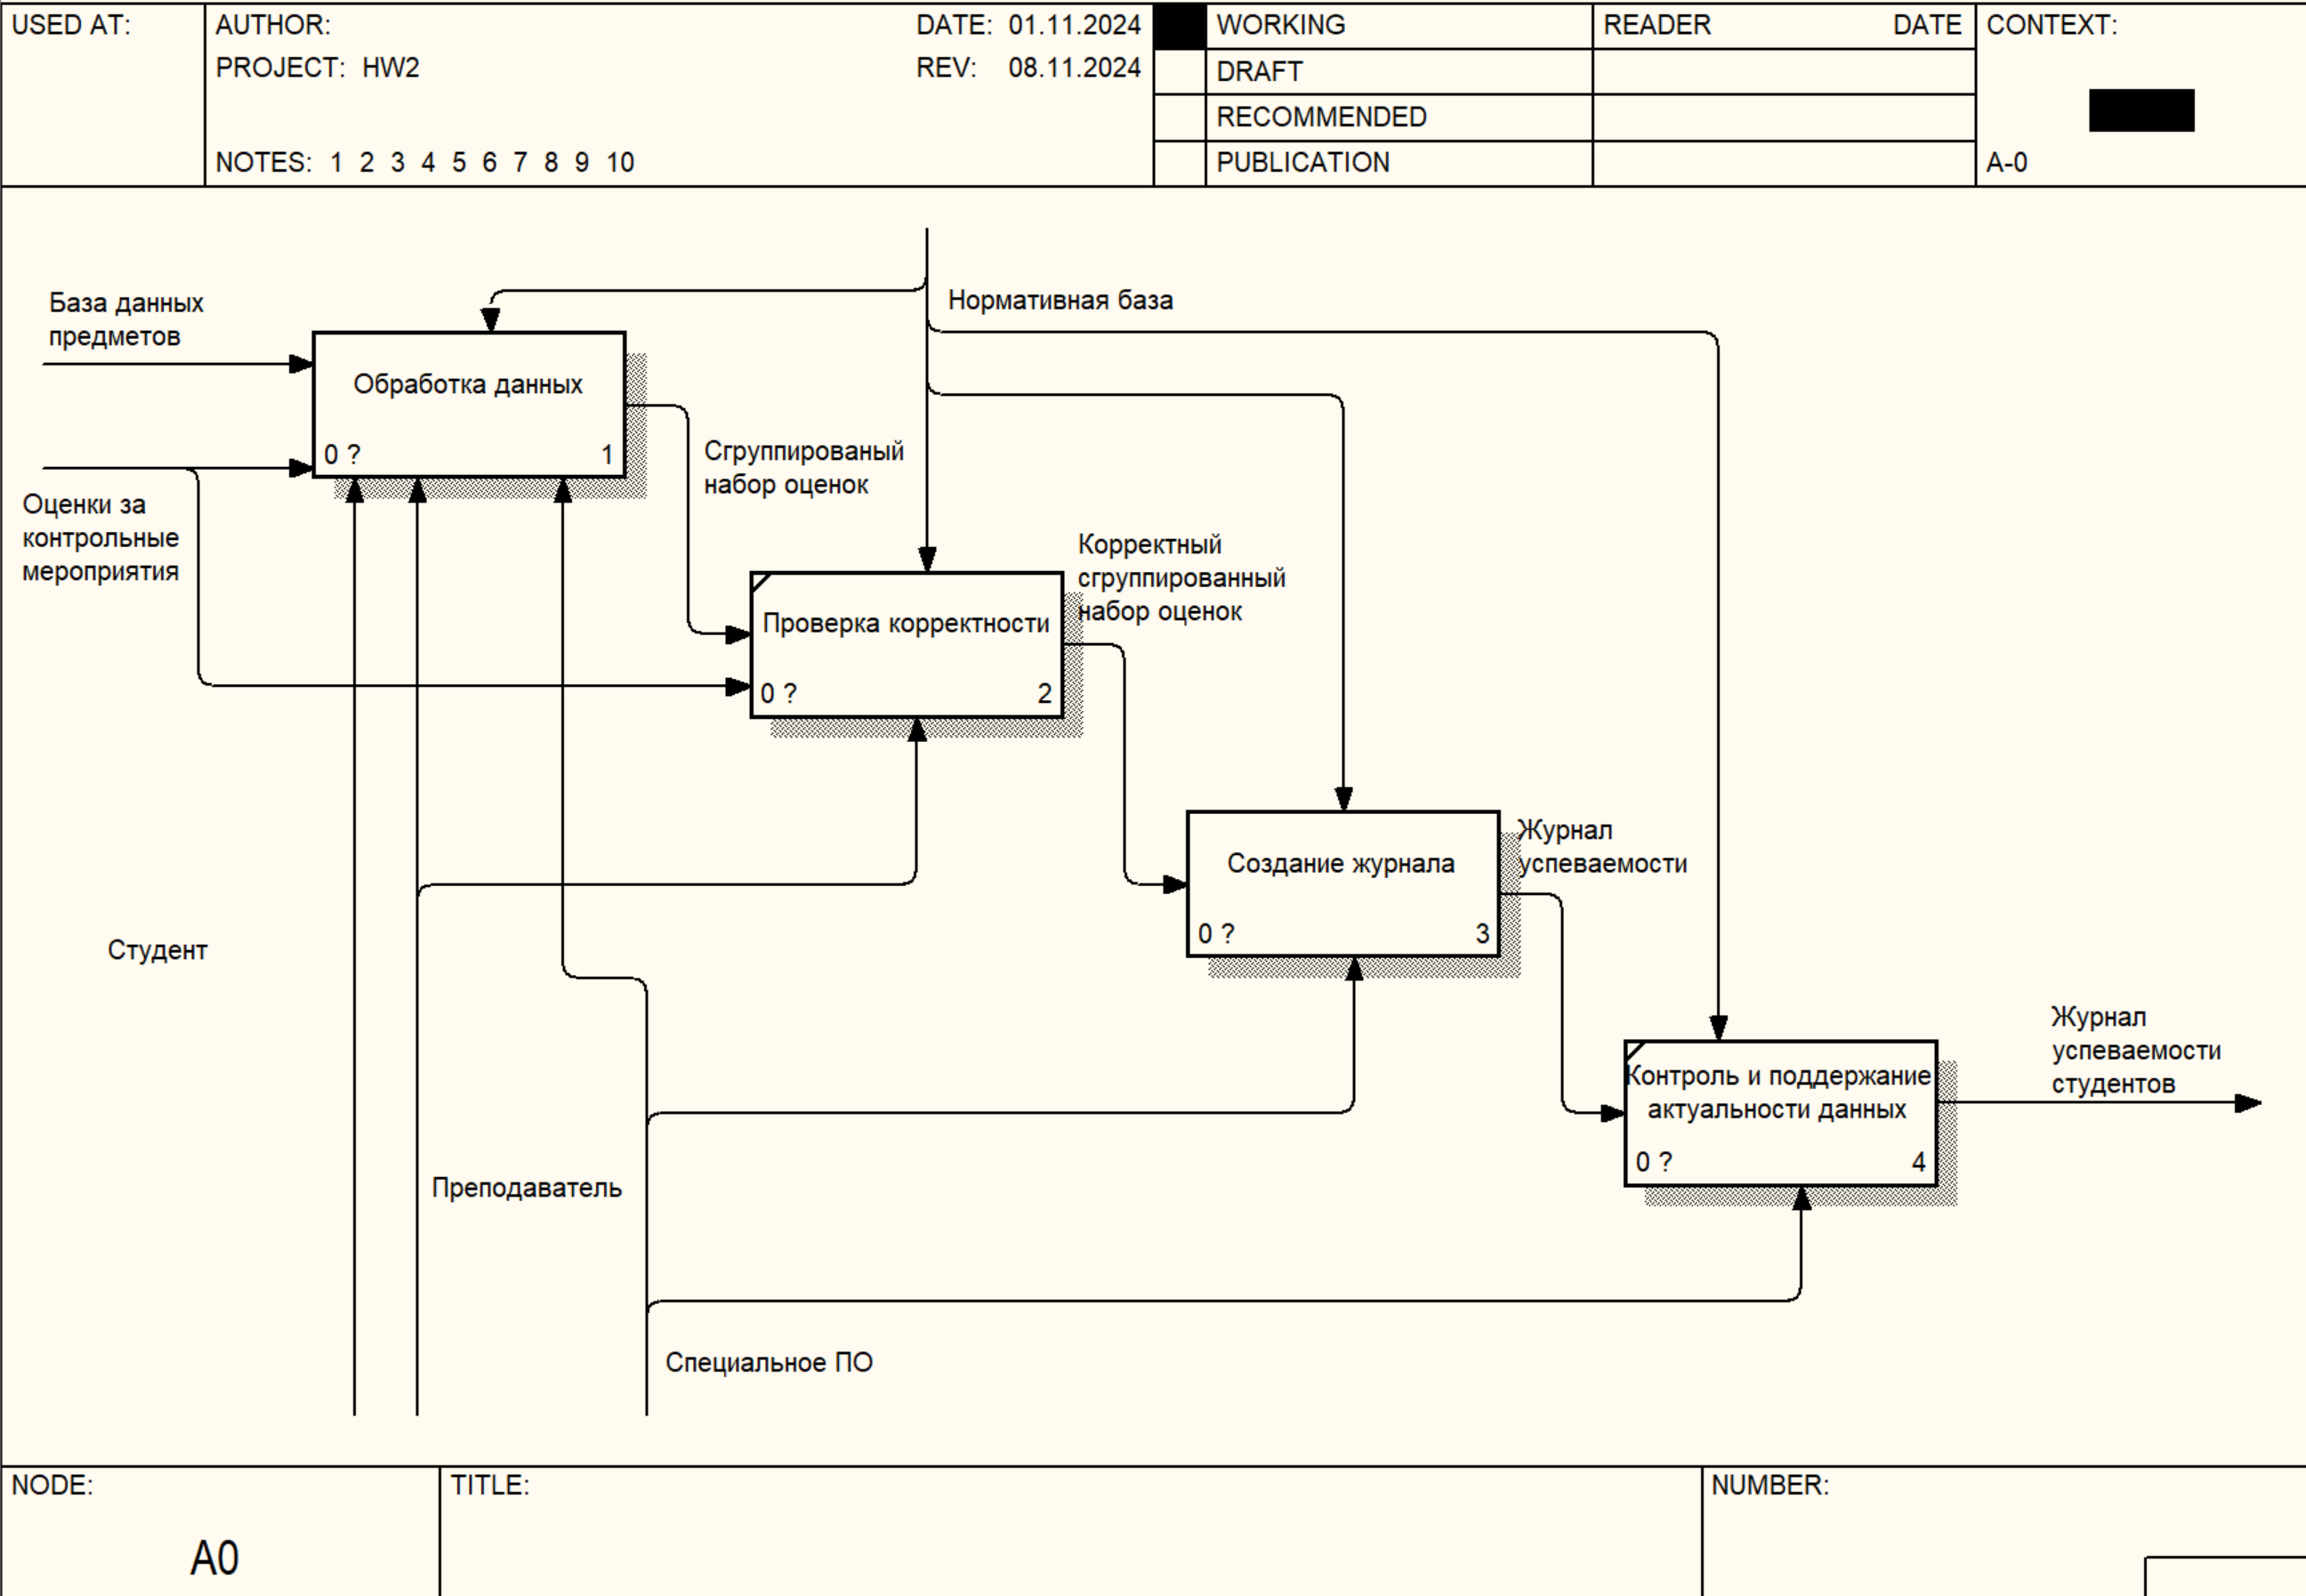 USED AT:
AUTHOR:
DATE: 01.11.2024
WORKING
READER DATE
CONTEXT:
PROJECT: HW2
REV: 08.11.2024
DRAFT
RECOMMENDED
NOTES: 1 2 3 4 5 6 7 8 9 10
PUBLICATION
A-0
База данных
предметов
Нормативная база
Обработка данных
0 ? 1
Оценки за
контрольные
мероприятия
Сгруппированый
набор оценок
Корректный
сгруппированный
набор оценок
Проверка корректности
0 ? 2
Журнал
успеваемости
Создание журнала
0 ? 3
Студент
Журнал
успеваемости
студентов
Контроль и поддержание
актуальности данных
0 ? 4
Преподаватель
Специальное ПО
NODE:
TITLE:
NUMBER:
A0